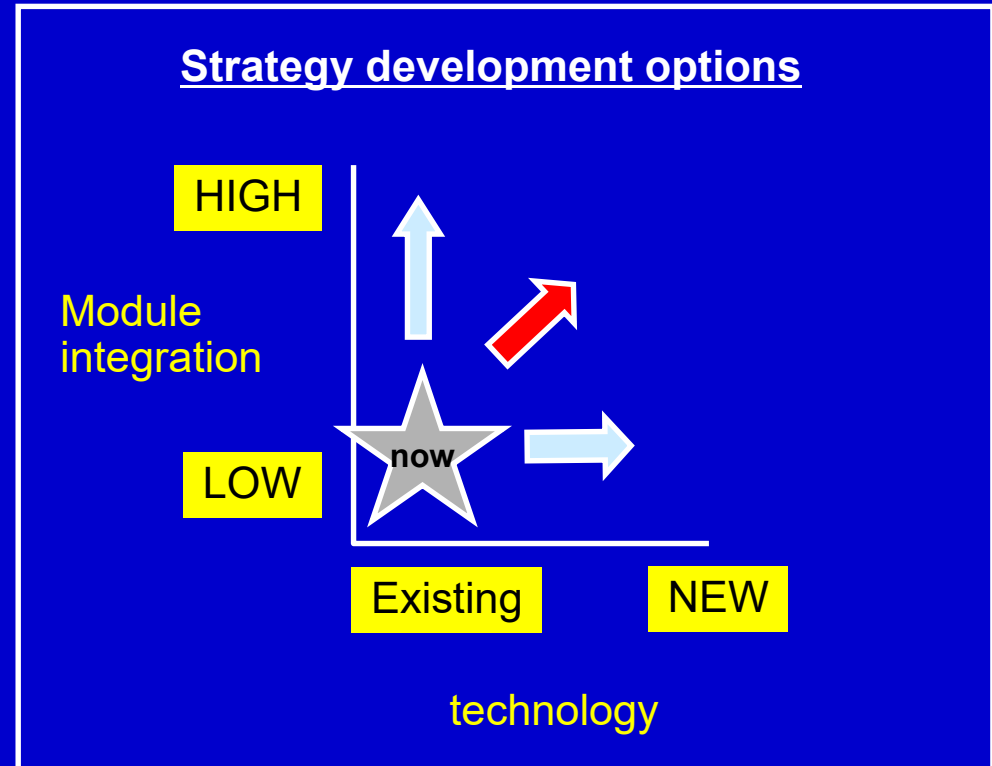 Strategy development options
HIGH
Module
integration
now
LOW
Existing
NEW
technology